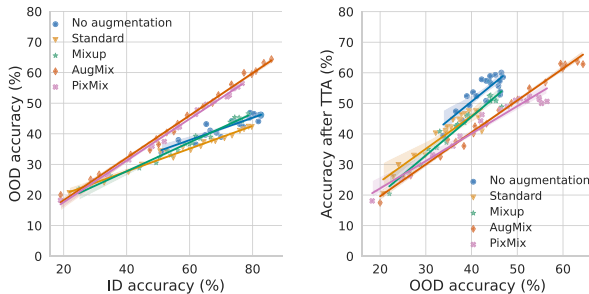 80
70
60
50
40
30
20
10
0
OOD accuracy (%)
20
40
60
80
ID accuracy (%)
No augmentation
Standard
Mixup
AugMix
PixMix
80
70
60
50
40
30
20
10
0
Accuracy after TTA (%)
20
30
40
50
60
OOD accuracy (%)
No augmentation
Standard
Mixup
AugMix
PixMix